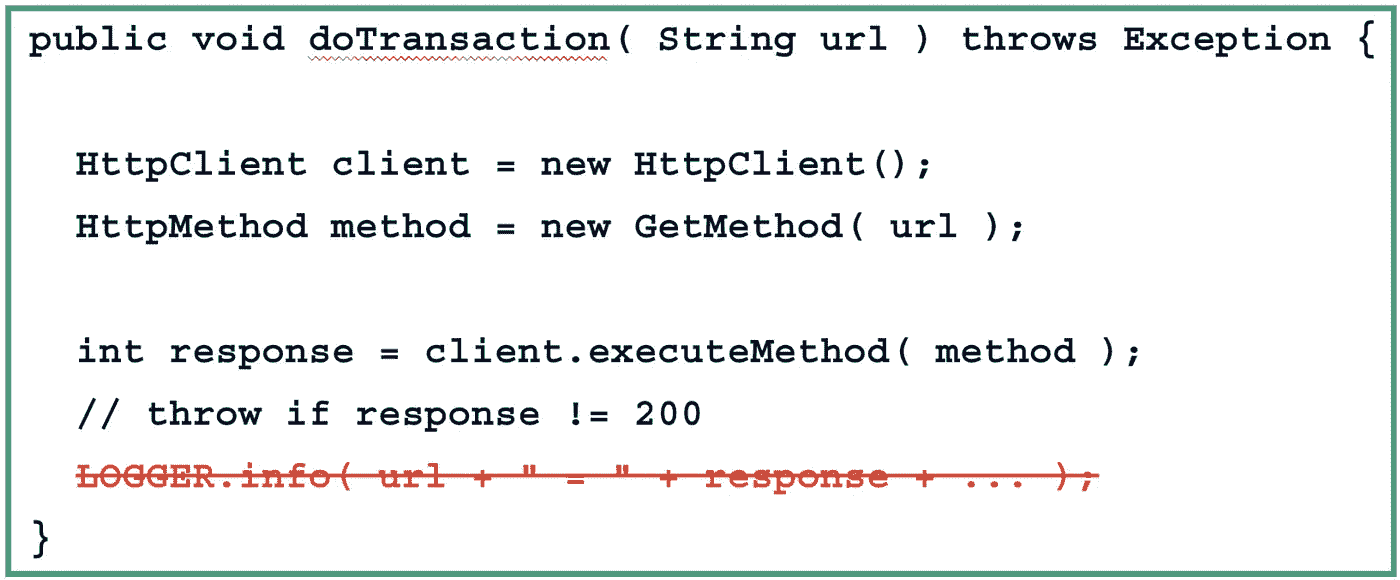 public void doTransaction( String url ) throws Exception {
HttpClient client = new HttpClient();
HttpMethod method = new GetMethod( url );
int response = client.executeMethod( method );
// throw if response != 200
LOGGER.info( url + " = " + response + ... );
}